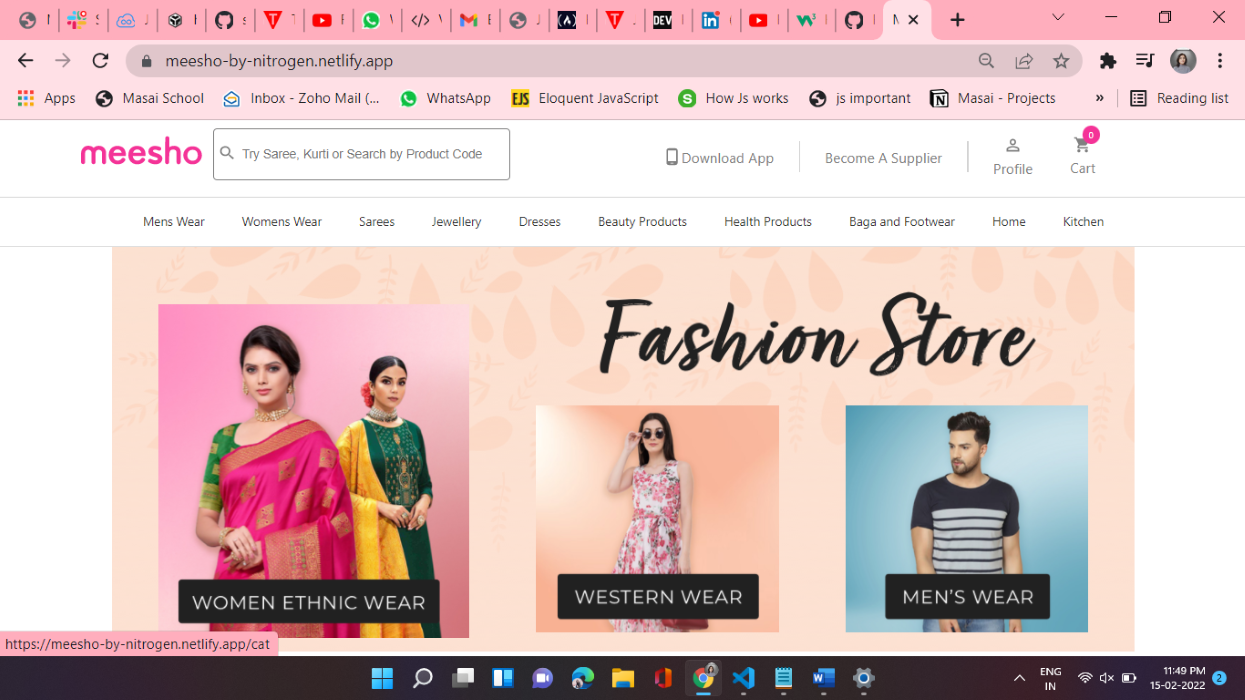 meesho-by-nitrogen.netlify.app
Apps Masai School Inbox - Zoho Mail (... WhatsApp EJS Eloquent JavaScript How Js works js important Masai - Projects » Reading list
meesho Try Saree, Kurti or Search by Product Code Download App Become A Supplier Profile 0 Cart
Mens Wear Womens Wear Sarees Jewellery Dresses Beauty Products Health Products Baga and Footwear Home Kitchen
Fashion Store
WOMEN ETHNIC WEAR WESTERN WEAR MEN'S WEAR
https://meesho-by-nitrogen.netlify.app/cat
ENG IN 11:49 PM 15-02-2022 2